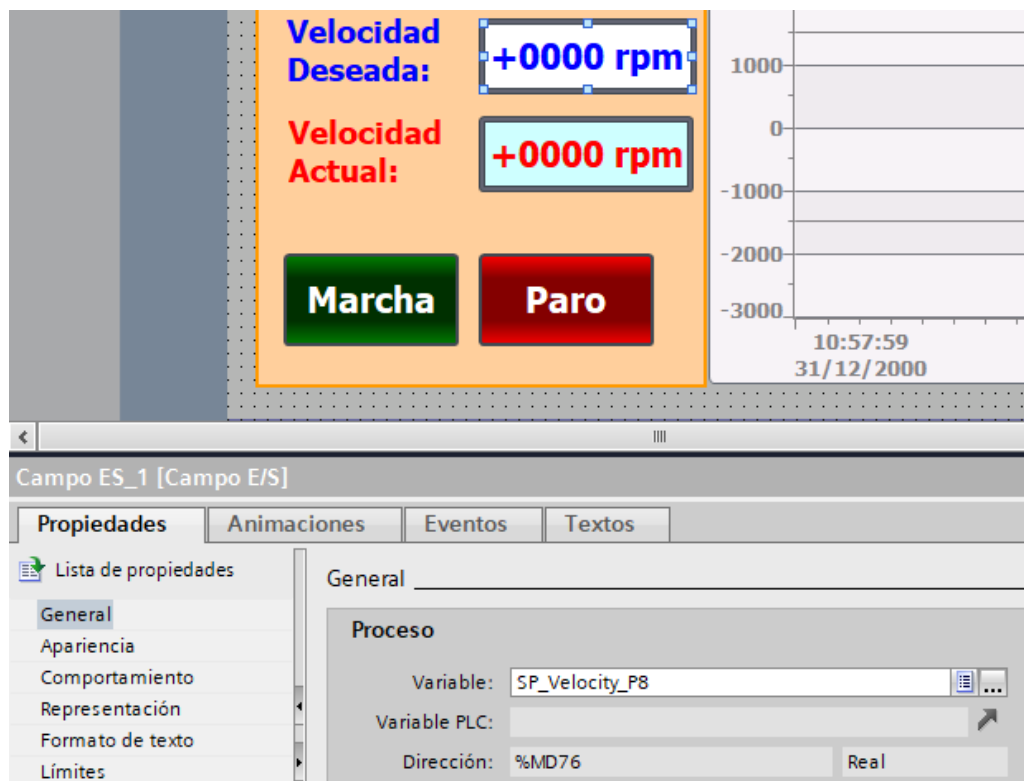 Velocidad
Deseada:
+0000 rpm
Velocidad
Actual:
+0000 rpm
Marcha
Paro
1000
0
-1000
-2000
-3000
10:57:59
31/12/2000
Campo ES_1 [Campo E/S]
Propiedades
Animaciones
Eventos
Textos
Lista de propiedades
General
Apariencia
Comportamiento
Representación
Formato de texto
Límites
General
Proceso
Variable: SP_Velocity_P8 ...
Variable PLC:
Dirección: %MD76 Real